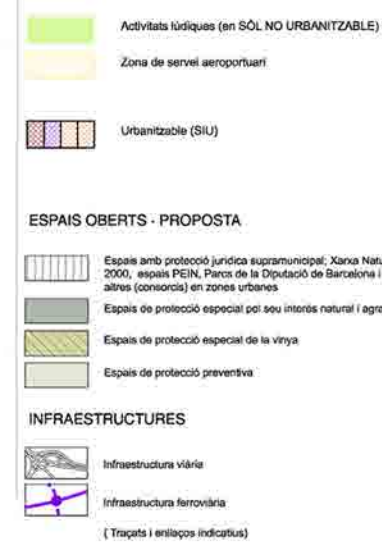 Activitats lúdiques (en SÒL NO URBANITZABLE)
Zona de servei aeroportuari
Urbanitzable (SIU)
ESPAIS OBERTS - PROPOSTA
Espais amb protecció jurídica supramunicipal; Xarxa Natu
2000, espais PEIN, Parcs de la Diputació de Barcelona i
altres (consorcis) en zones urbanes
Espais de protecció especial pel seu interès natural i agra
Espais de protecció especial de la vinya
Espais de protecció preventiva
INFRAESTRUCTURES
Infraestructura viària
Infraestructura ferroviària
( Traçats i enllaços indicatius)